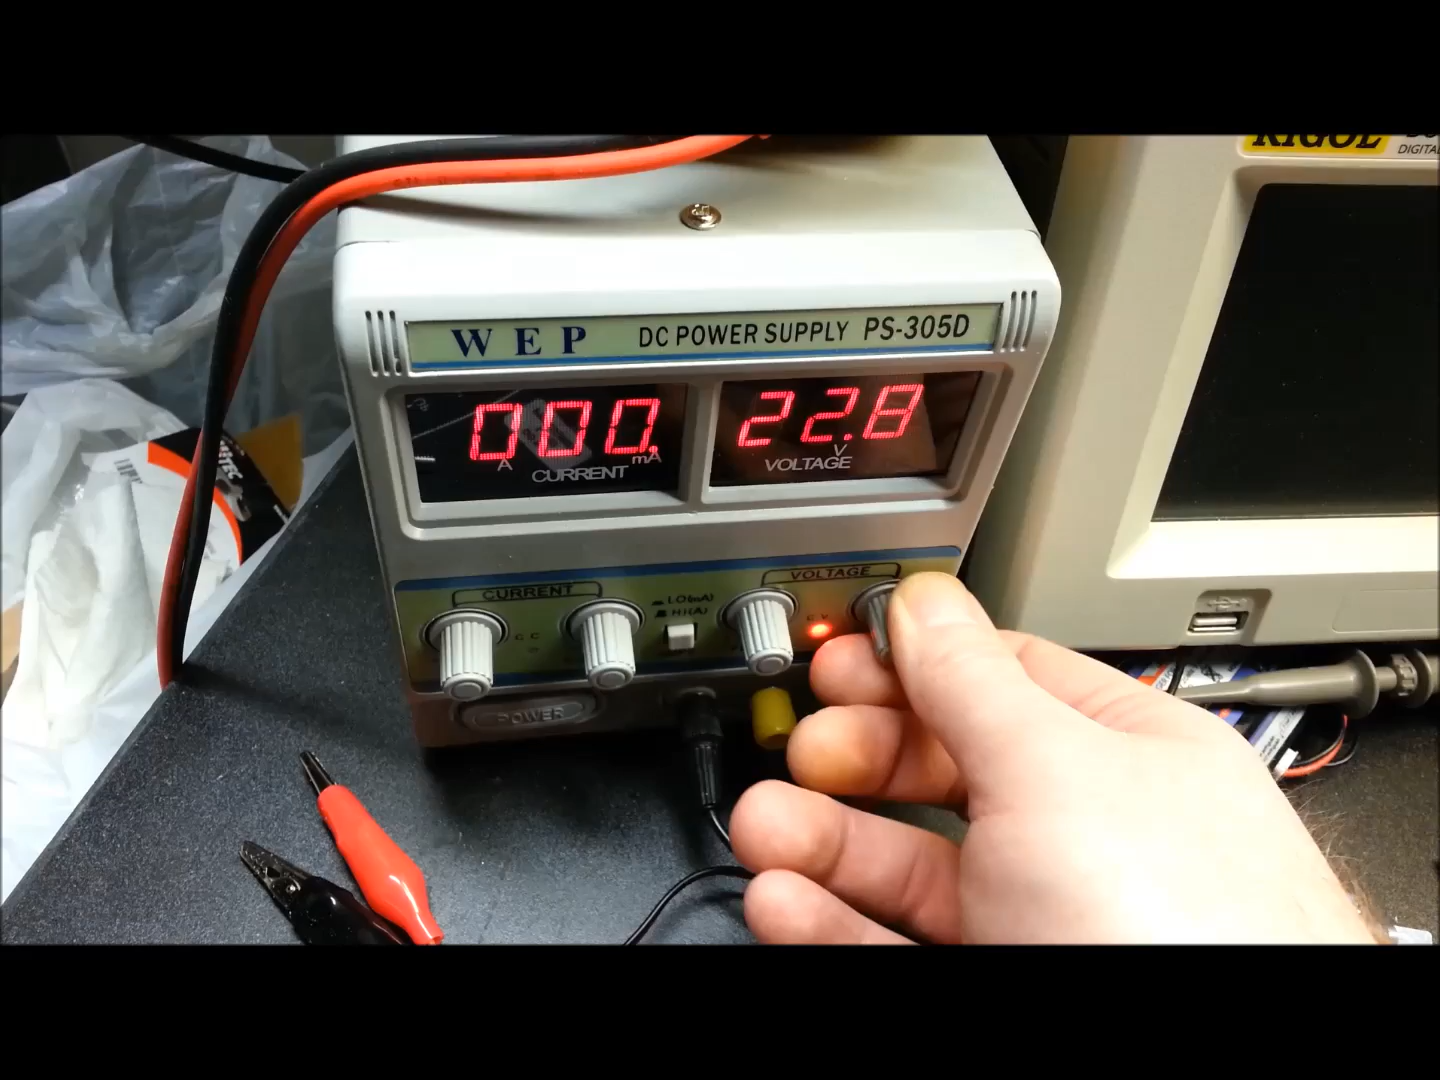 RIGOL
DIGITAL
WEP DC POWER SUPPLY PS-305D
000. 22.8
A CURRENT mA
V
VOLTAGE
CURRENT
VOLTAGE
LO(mA)
HI(A)
C.C
C.V
POWER